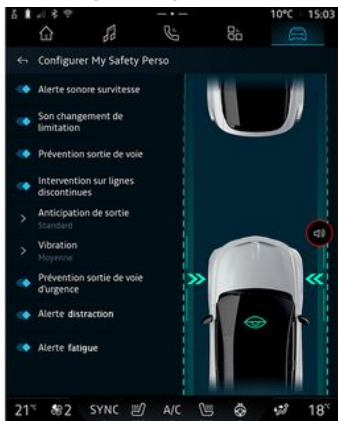 10°C 15:03
Configurer My Safety Perso
Alerte sonore survitesse
Son changement de
limitation
Prévention sortie de voie
Intervention sur lignes
discontinues
Anticipation de sortie
Standard
Vibration
Moyenne
Prévention sortie de voie
d'urgence
Alerte distraction
Alerte fatigue
21°C 2 SYNC A/C 18°C